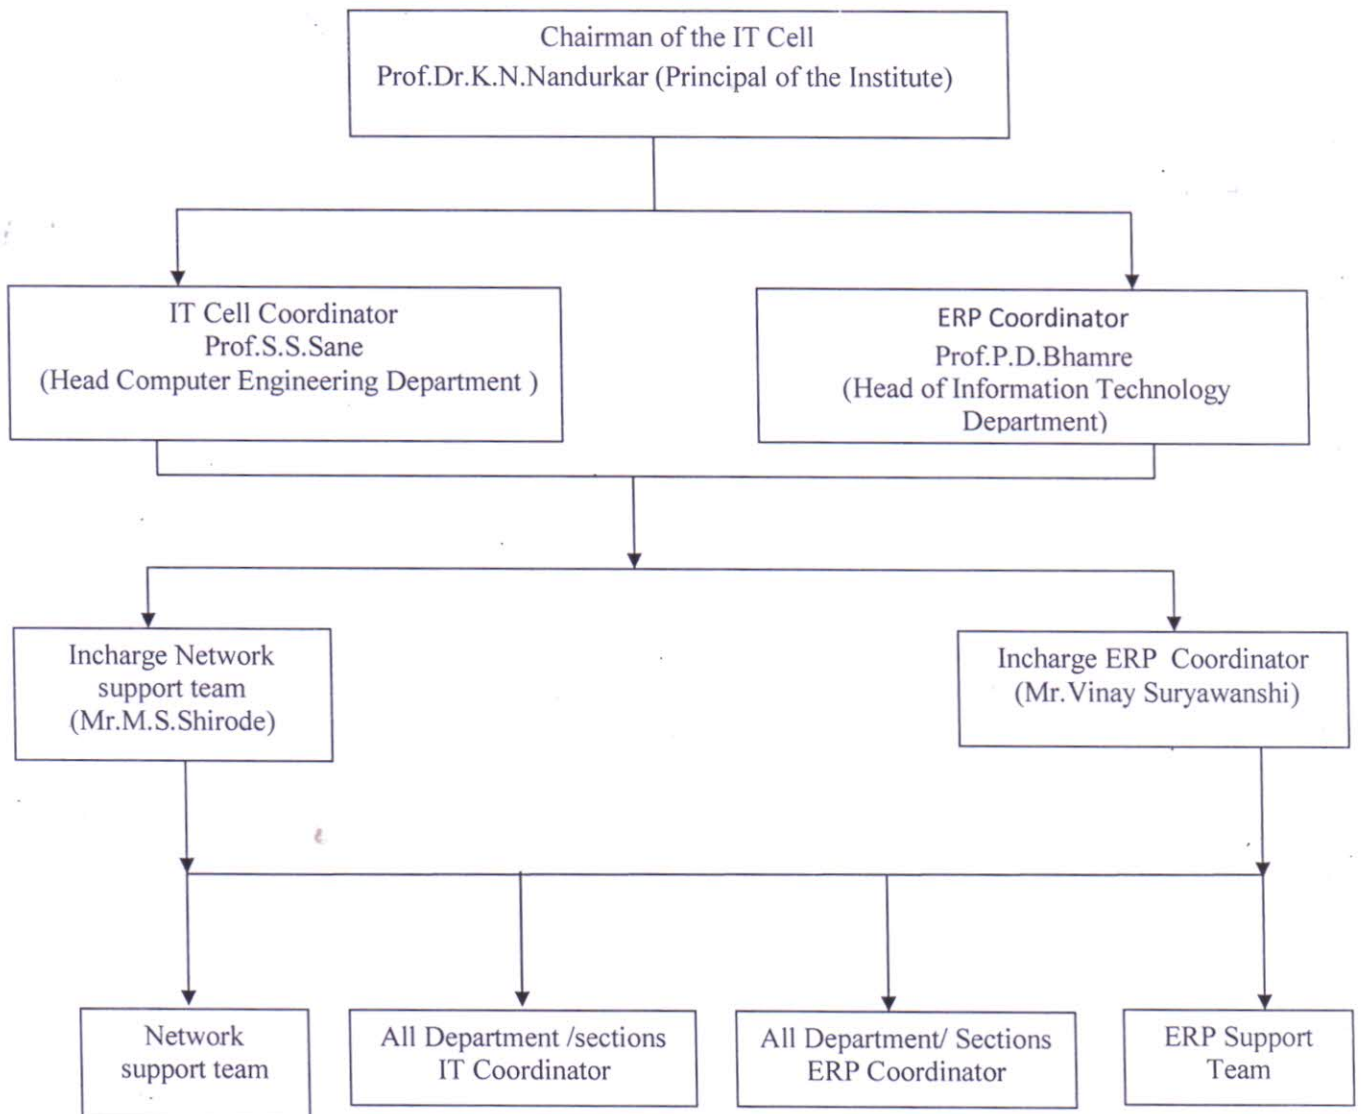 Chairman of the IT Cell
Prof.Dr.K.N.Nandurkar (Principal of the Institute)
IT Cell Coordinator
Prof.S.S.Sane
(Head Computer Engineering Department )
ERP Coordinator
Prof.P.D.Bhamre
(Head of Information Technology
Department)
Incharge Network
support team
(Mr.M.S.Shirode)
Incharge ERP  Coordinator
(Mr.Vinay Suryawanshi)
Network
support team
All Department /sections
IT Coordinator
All Department/ Sections
ERP Coordinator
ERP Support
Team